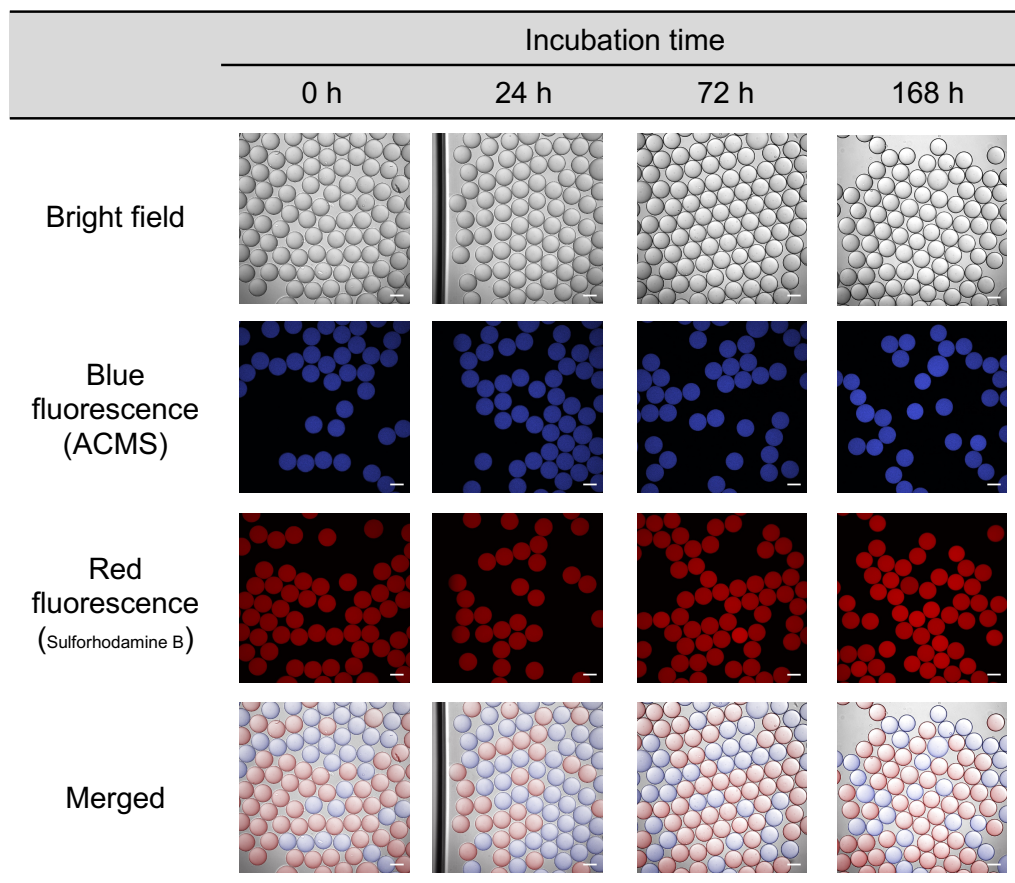 Incubation time
0 h 24 h 72 h 168 h
Bright field
Blue
fluorescence
(ACMS)
Red
fluorescence
(Sulforhodamine B)
Merged